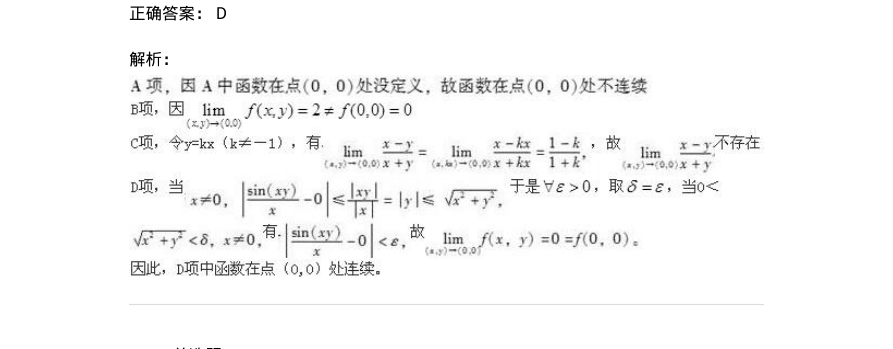 正确答案： D
解析：
A 项，因 A 中函数在点(0，0)处没定义，故函数在点(0，0)处不连续
B项，因 lim_{(x,y)→(0,0)} f(x,y) = 2 ≠ f(0,0) = 0
C项，令y=kx（k≠−1），有. lim_{(x,y)→(0,0)} (x−y)/(x+y) = lim_{(x,kx)→(0,0)} (x−kx)/(x+kx) = (1−k)/(1+k)，故 lim_{(x,y)→(0,0)} (x−y)/(x+y) 不存在
D项，当 x≠0，|sin(xy)/x − 0| ≤ |xy|/|x| = |y| ≤ √(x²+y²)，于是∀ε>0，取δ=ε，当0<
√(x²+y²)<δ，x≠0，有. |sin(xy)/x − 0| <ε，故 lim_{(x,y)→(0,0)} f(x，y) =0 =f(0，0)。
因此，D项中函数在点（0,0）处连续。